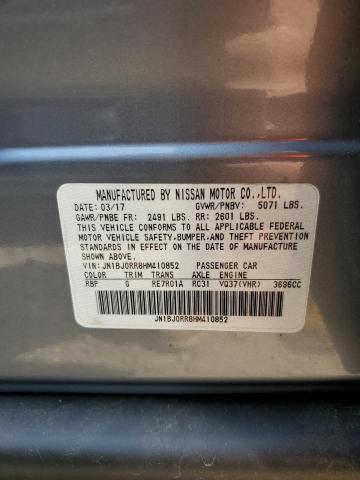 MANUFACTURED BY NISSAN MOTOR CO.,LTD.
DATE: 03/17 GVWR/PNBV: 5071 LBS.
GAWR/PNBE FR: 2491 LBS. RR: 2601 LBS.
THIS VEHICLE CONFORMS TO ALL APPLICABLE FEDERAL
MOTOR VEHICLE SAFETY,BUMPER,AND THEFT
PREVENTION STANDARDS IN EFFECT ON THE DATE OF MANUFACTURE
SHOWN ABOVE.
VIN: JN1BJ0RR8HM410852 PASSENGER CAR
COLOR TRIM TRANS AXLE ENGINE
RBP G RE7R01A RC31 VQ37(VHR) 3696CC
JN1BJ0RR8HM410852